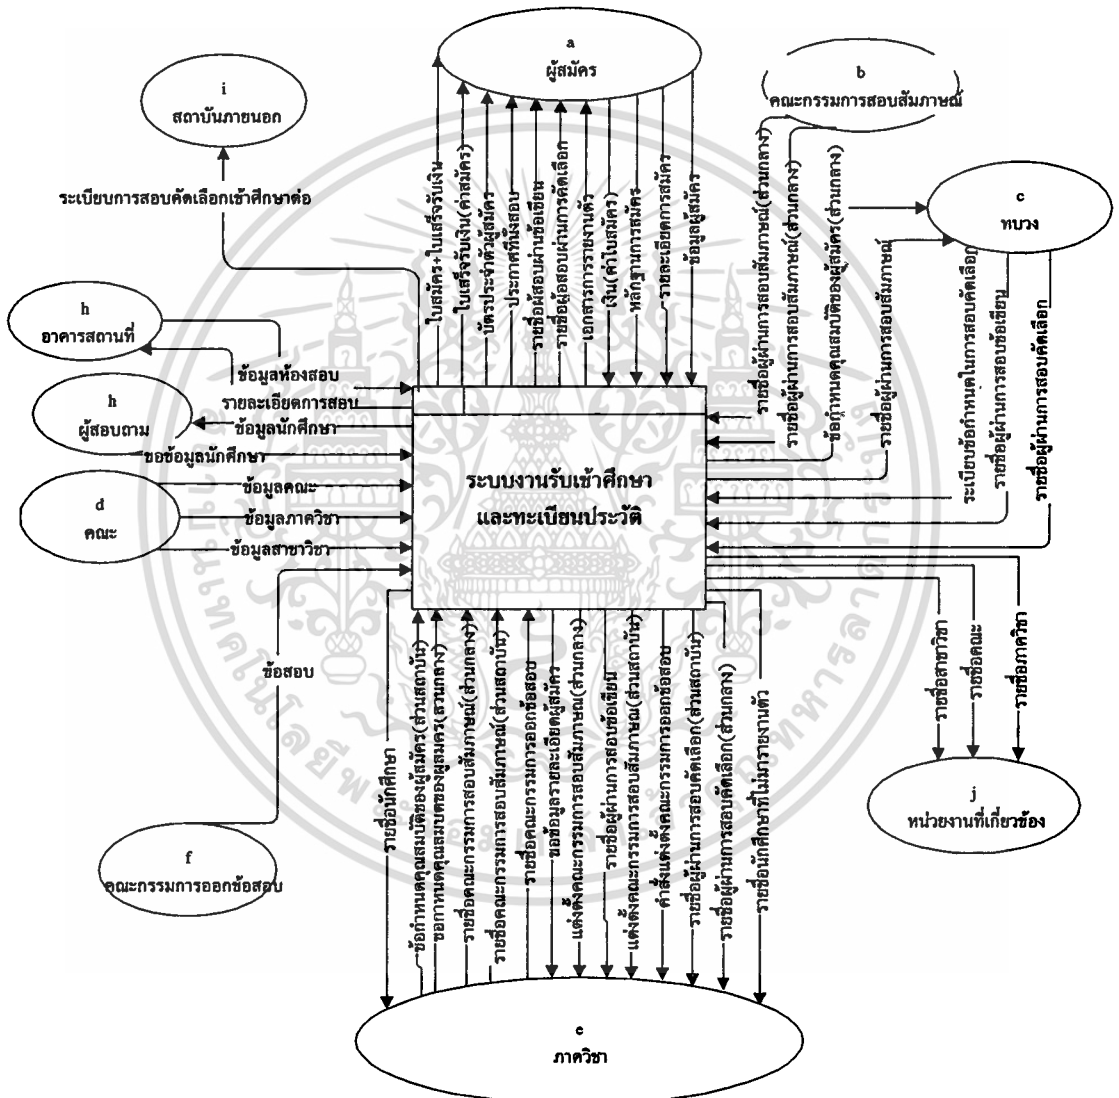 a
ผู้สมัคร
b
คณะกรรมการสอบสัมภาษณ์
i
สถาบันภายนอก
c
ทบวง
ระเบียบการสอบคัดเลือกเข้าศึกษาต่อ
ใบสมัคร+ใบเสร็จรับเงิน
ใบเสร็จรับเงิน(ค่าสมัคร)
บัตรประจำตัวผู้สมัคร
ประกาศที่นั่งสอบ
รายชื่อผู้สอบผ่านข้อเขียน
รายชื่อผู้สอบผ่านการคัดเลือก
เอกสารการรายงานตัว
เงิน(ค่าใบสมัคร)
หลักฐานการสมัคร
รายละเอียดการสมัคร
ข้อมูลผู้สมัคร
รายชื่อผู้ผ่านการสอบสัมภาษณ์(ส่วนกลาง)
รายชื่อผู้ผ่านการสอบสัมภาษณ์(ส่วนกลาง)
ข้อกำหนดคุณสมบัติของผู้สมัคร(ส่วนกลาง)
รายชื่อผู้ผ่านการสอบสัมภาษณ์
ระเบียบข้อกำหนดในการสอบคัดเลือก
รายชื่อผู้ผ่านการสอบข้อเขียน
รายชื่อผู้ผ่านการสอบคัดเลือก
h
อาคารสถานที่
ข้อมูลห้องสอบ
รายละเอียดการสอบ
h
ผู้สอบถาม
ข้อมูลนักศึกษา
ขอข้อมูลนักศึกษา
d
คณะ
ข้อมูลคณะ
ข้อมูลภาควิชา
ข้อมูลสาขาวิชา
ระบบงานรับเข้าศึกษา
และทะเบียนประวัติ
ข้อสอบ
f
คณะกรรมการออกข้อสอบ
รายชื่อนักศึกษา
ข้อกำหนดคุณสมบัติของผู้สมัคร(ส่วนสถาบัน)
ขอกำหนดคุณสมบตของผู้สมคร(สวนกลาง)
รายชื่อคณะกรรมการสอบสัมภาษณ์(ส่วนกลาง)
รายชื่อคณะกรรมการสอบสัมภาษณ์(ส่วนสถาบัน)
รายชื่อคณะกรรมการออกข้อสอบ
ขอข้อมูลรายละเอียดผู้สมัคร
แต่งตั้งคณะกรรมการสอบสัมภาษณ(ส่วนกลาง)
รายชื่อผู้ผ่านการสอบข้อเขียน
แต่งตั้งคณะกรรมการสอบสัมภาษณ(ส่วนสถาบัน)
คำสั่งแต่งตั้งคณะกรรมการออกข้อสอบ
รายชื่อผู้ผ่านการสอบคัดเลือก(ส่วนสถาบัน)
รายชื่อผู้ผ่านการสอบคัดเลือก(ส่วนกลาง)
รายชื่อนักศึกษาที่ไม่มารายงานตัว
รายชื่อสาขาวิชา
รายชื่อคณะ
รายชื่อภาควิชา
j
หน่วยงานที่เกี่ยวข้อง
e
ภาควิชา